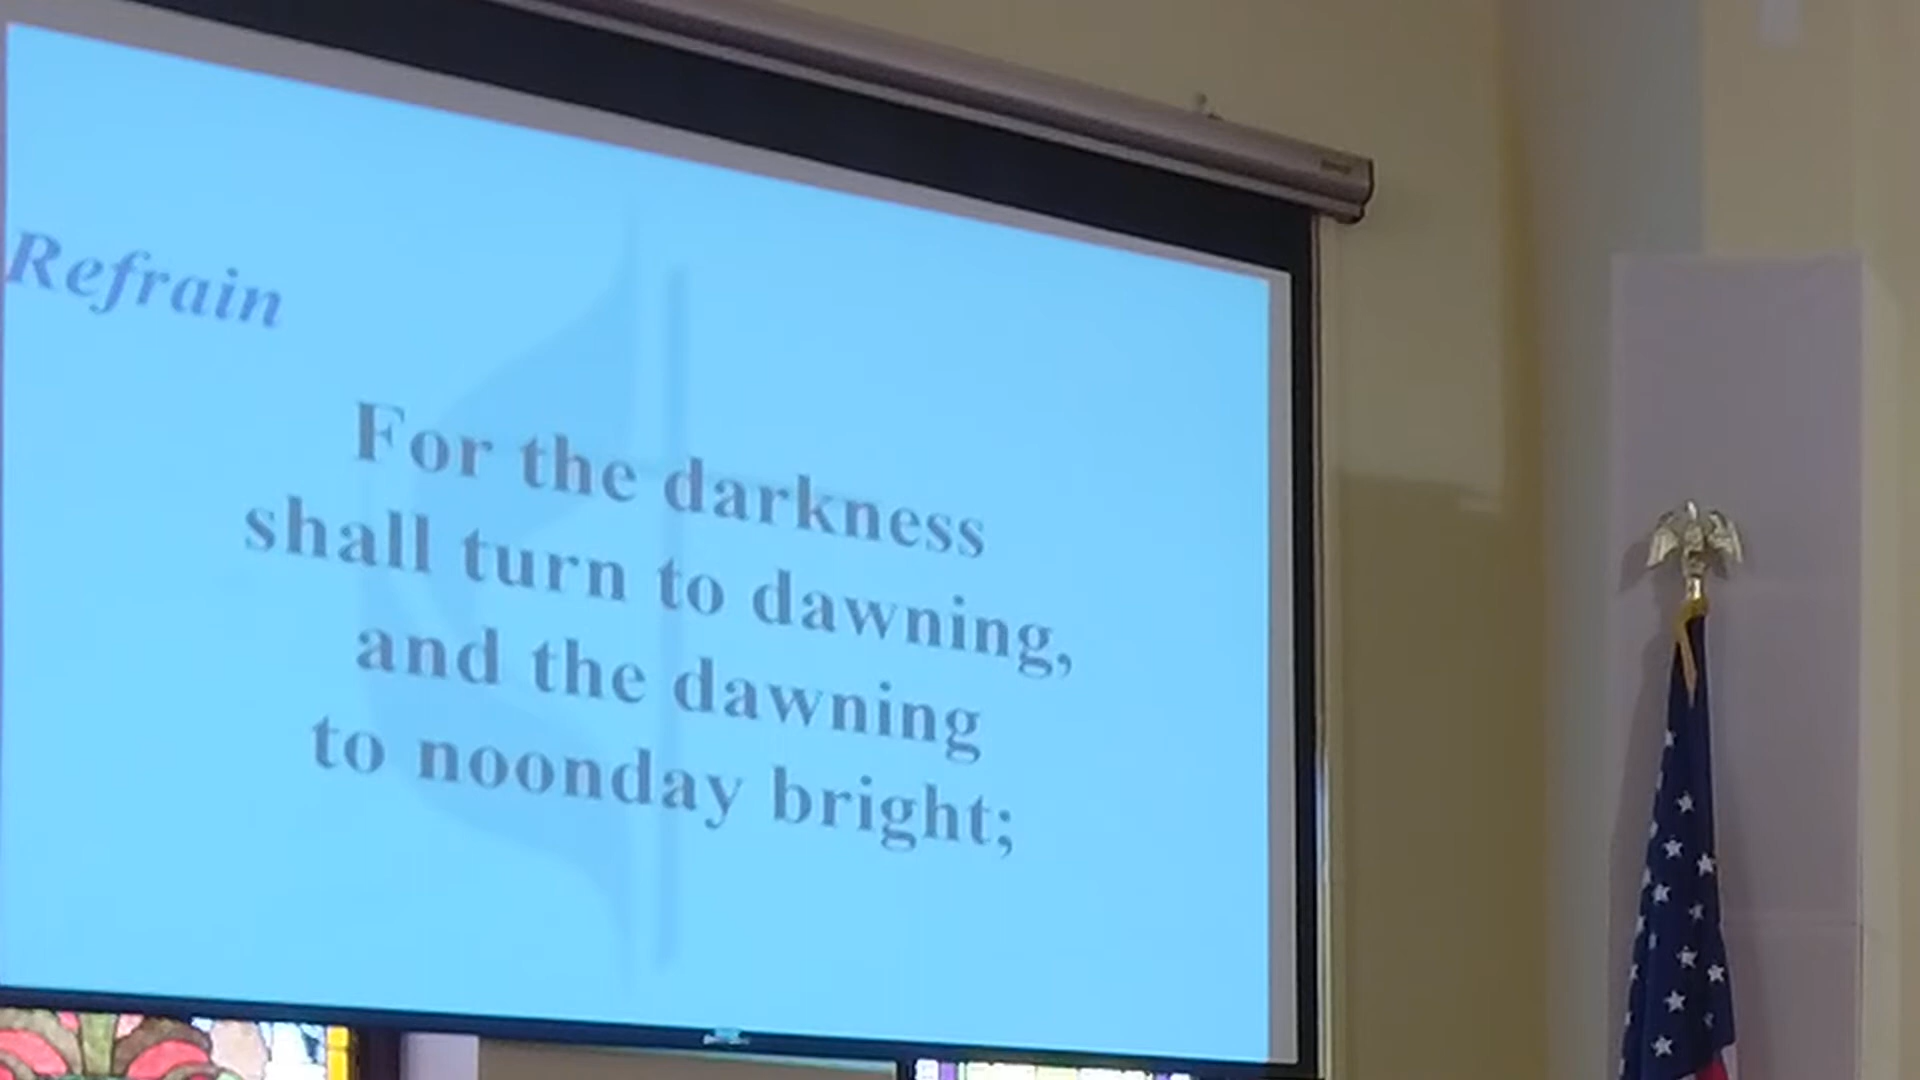 Refrain
For the darkness
shall turn to dawning,
and the dawning
to noonday bright;